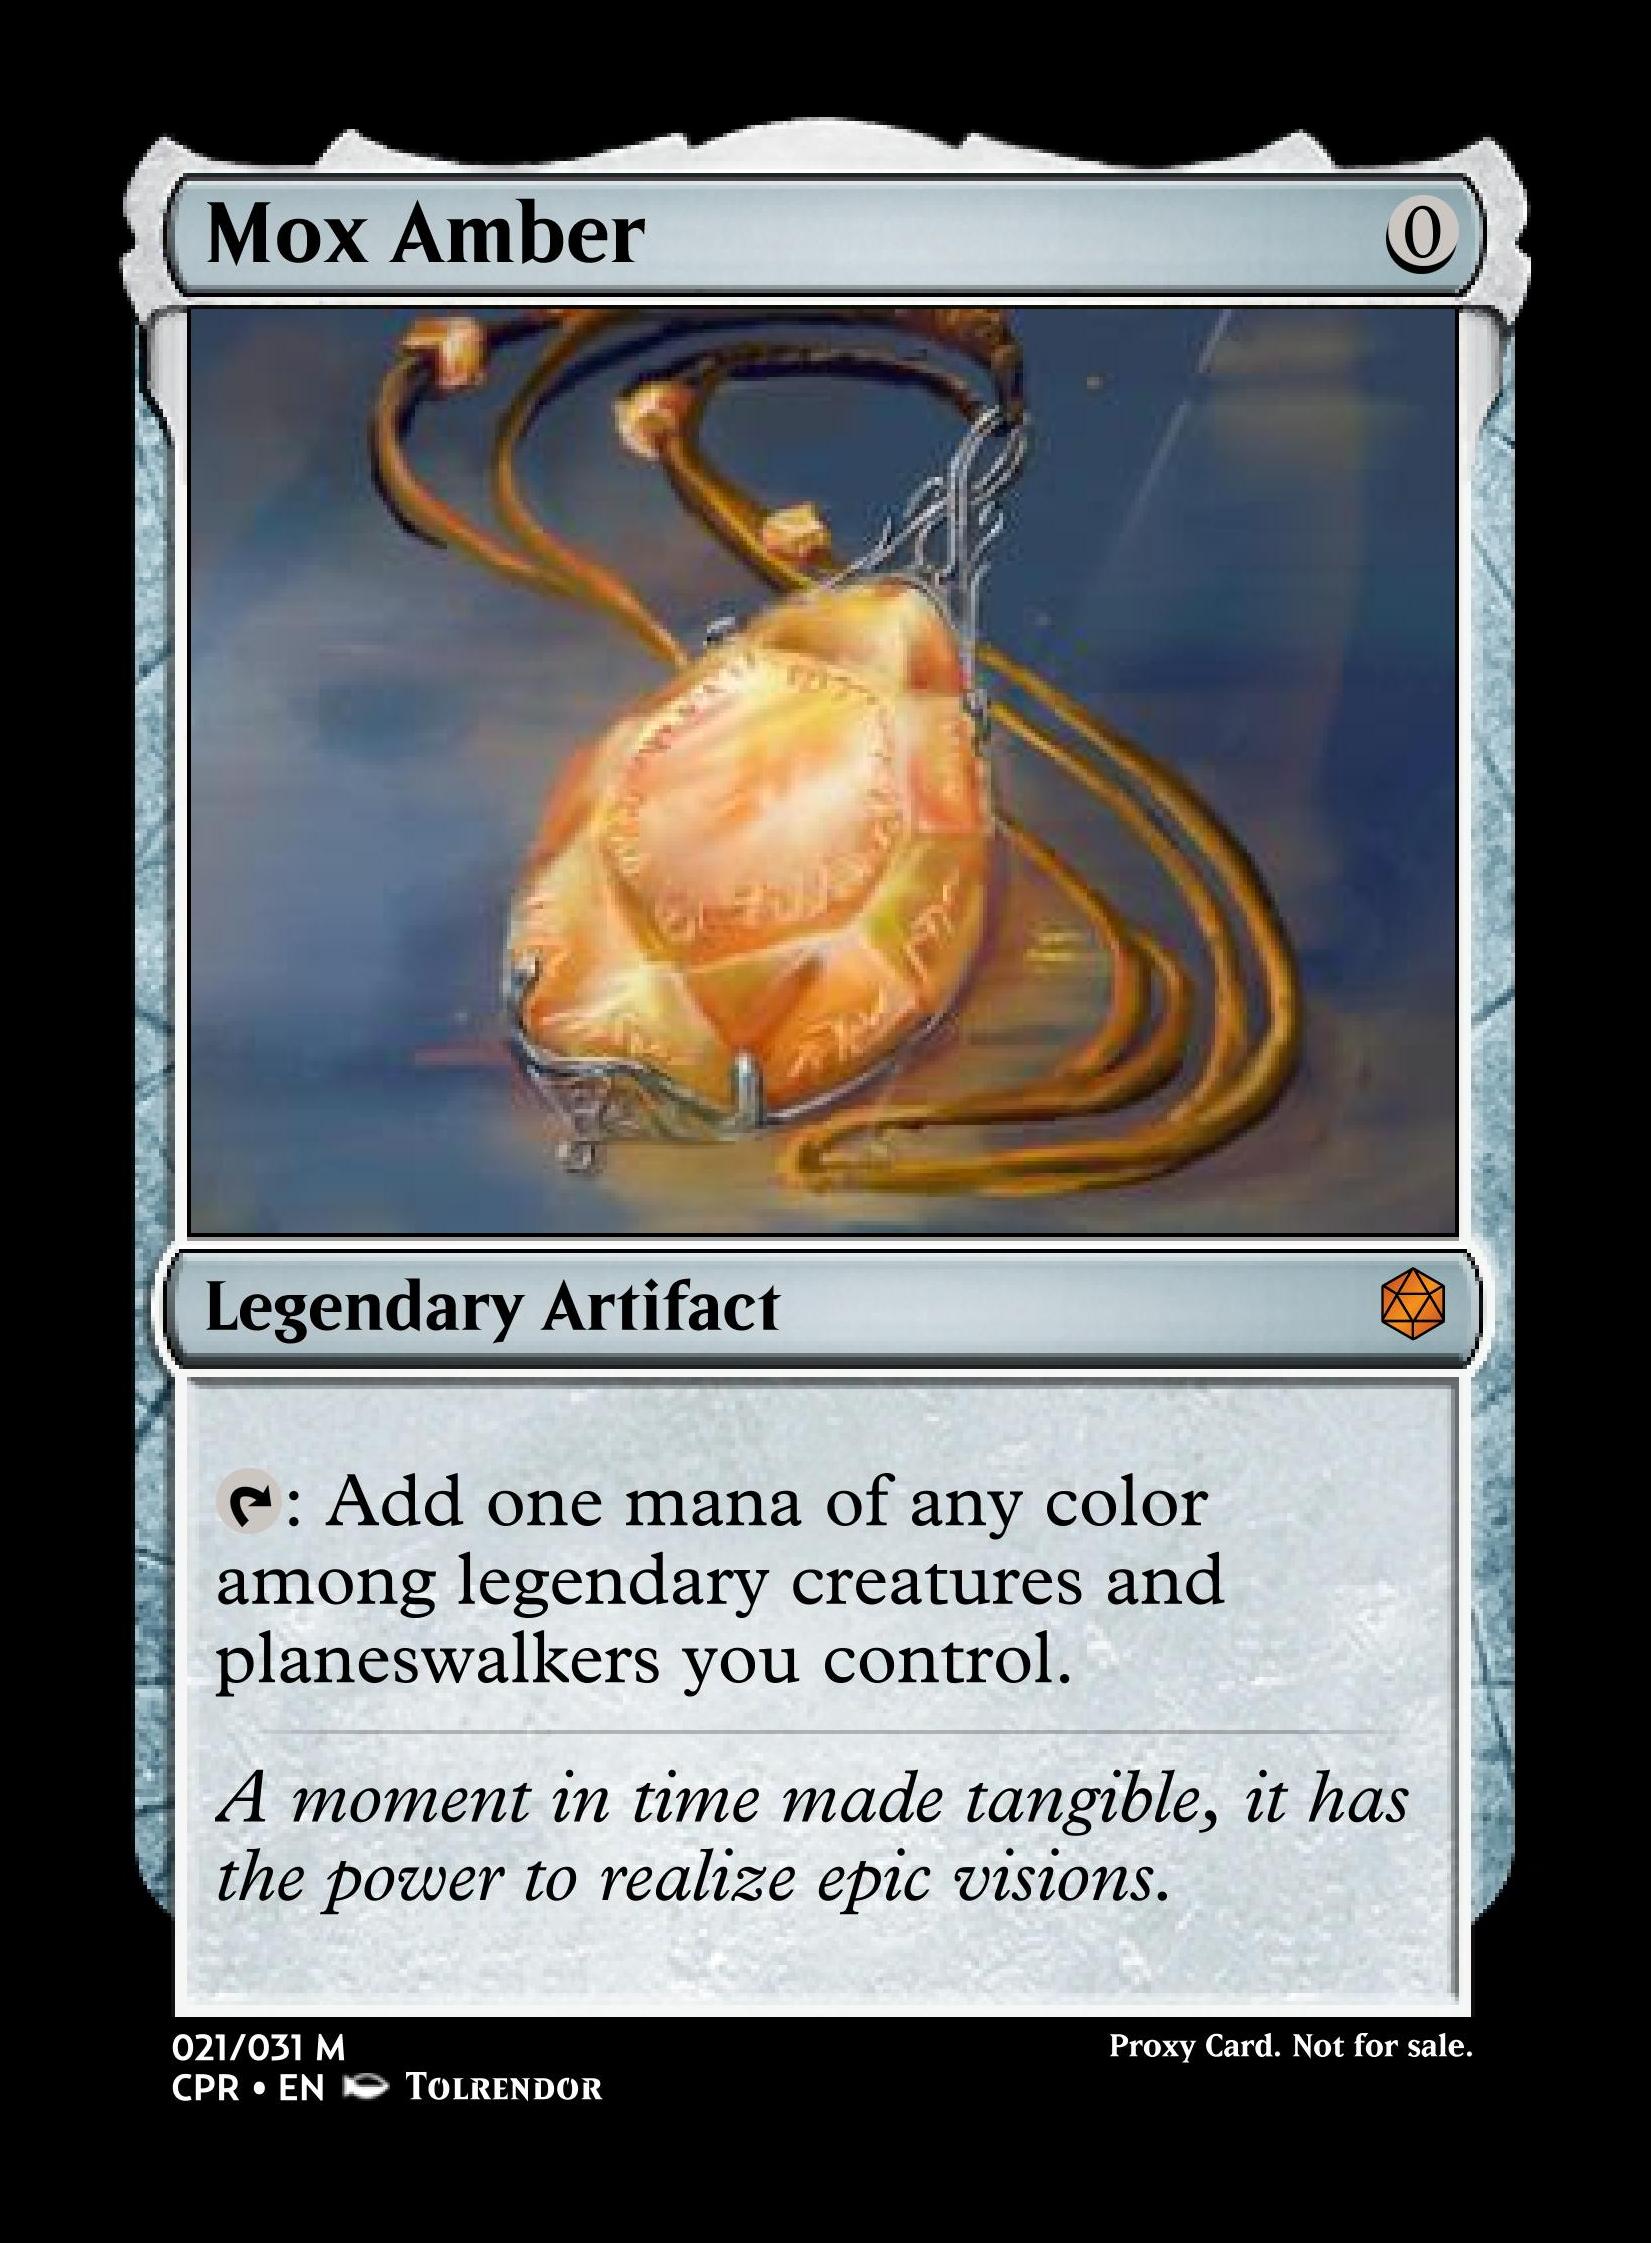 Mox Amber 0
Legendary Artifact
: Add one mana of any color
among legendary creatures and
planeswalkers you control.
A moment in time made tangible, it has
the power to realize epic visions.
021/031 M
Proxy Card. Not for sale.
CPR • EN TOLRENDOR